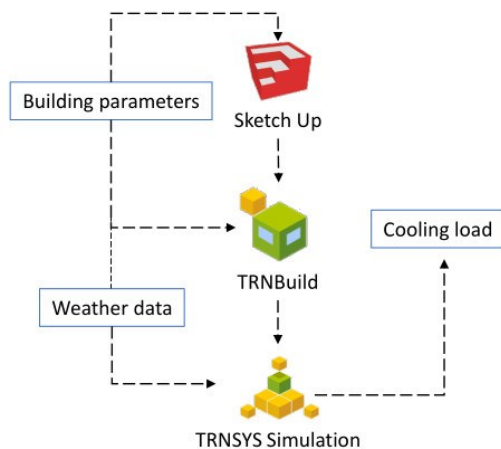 Building parameters
Sketch Up
TRNBuild
Cooling load
Weather data
TRNSYS Simulation